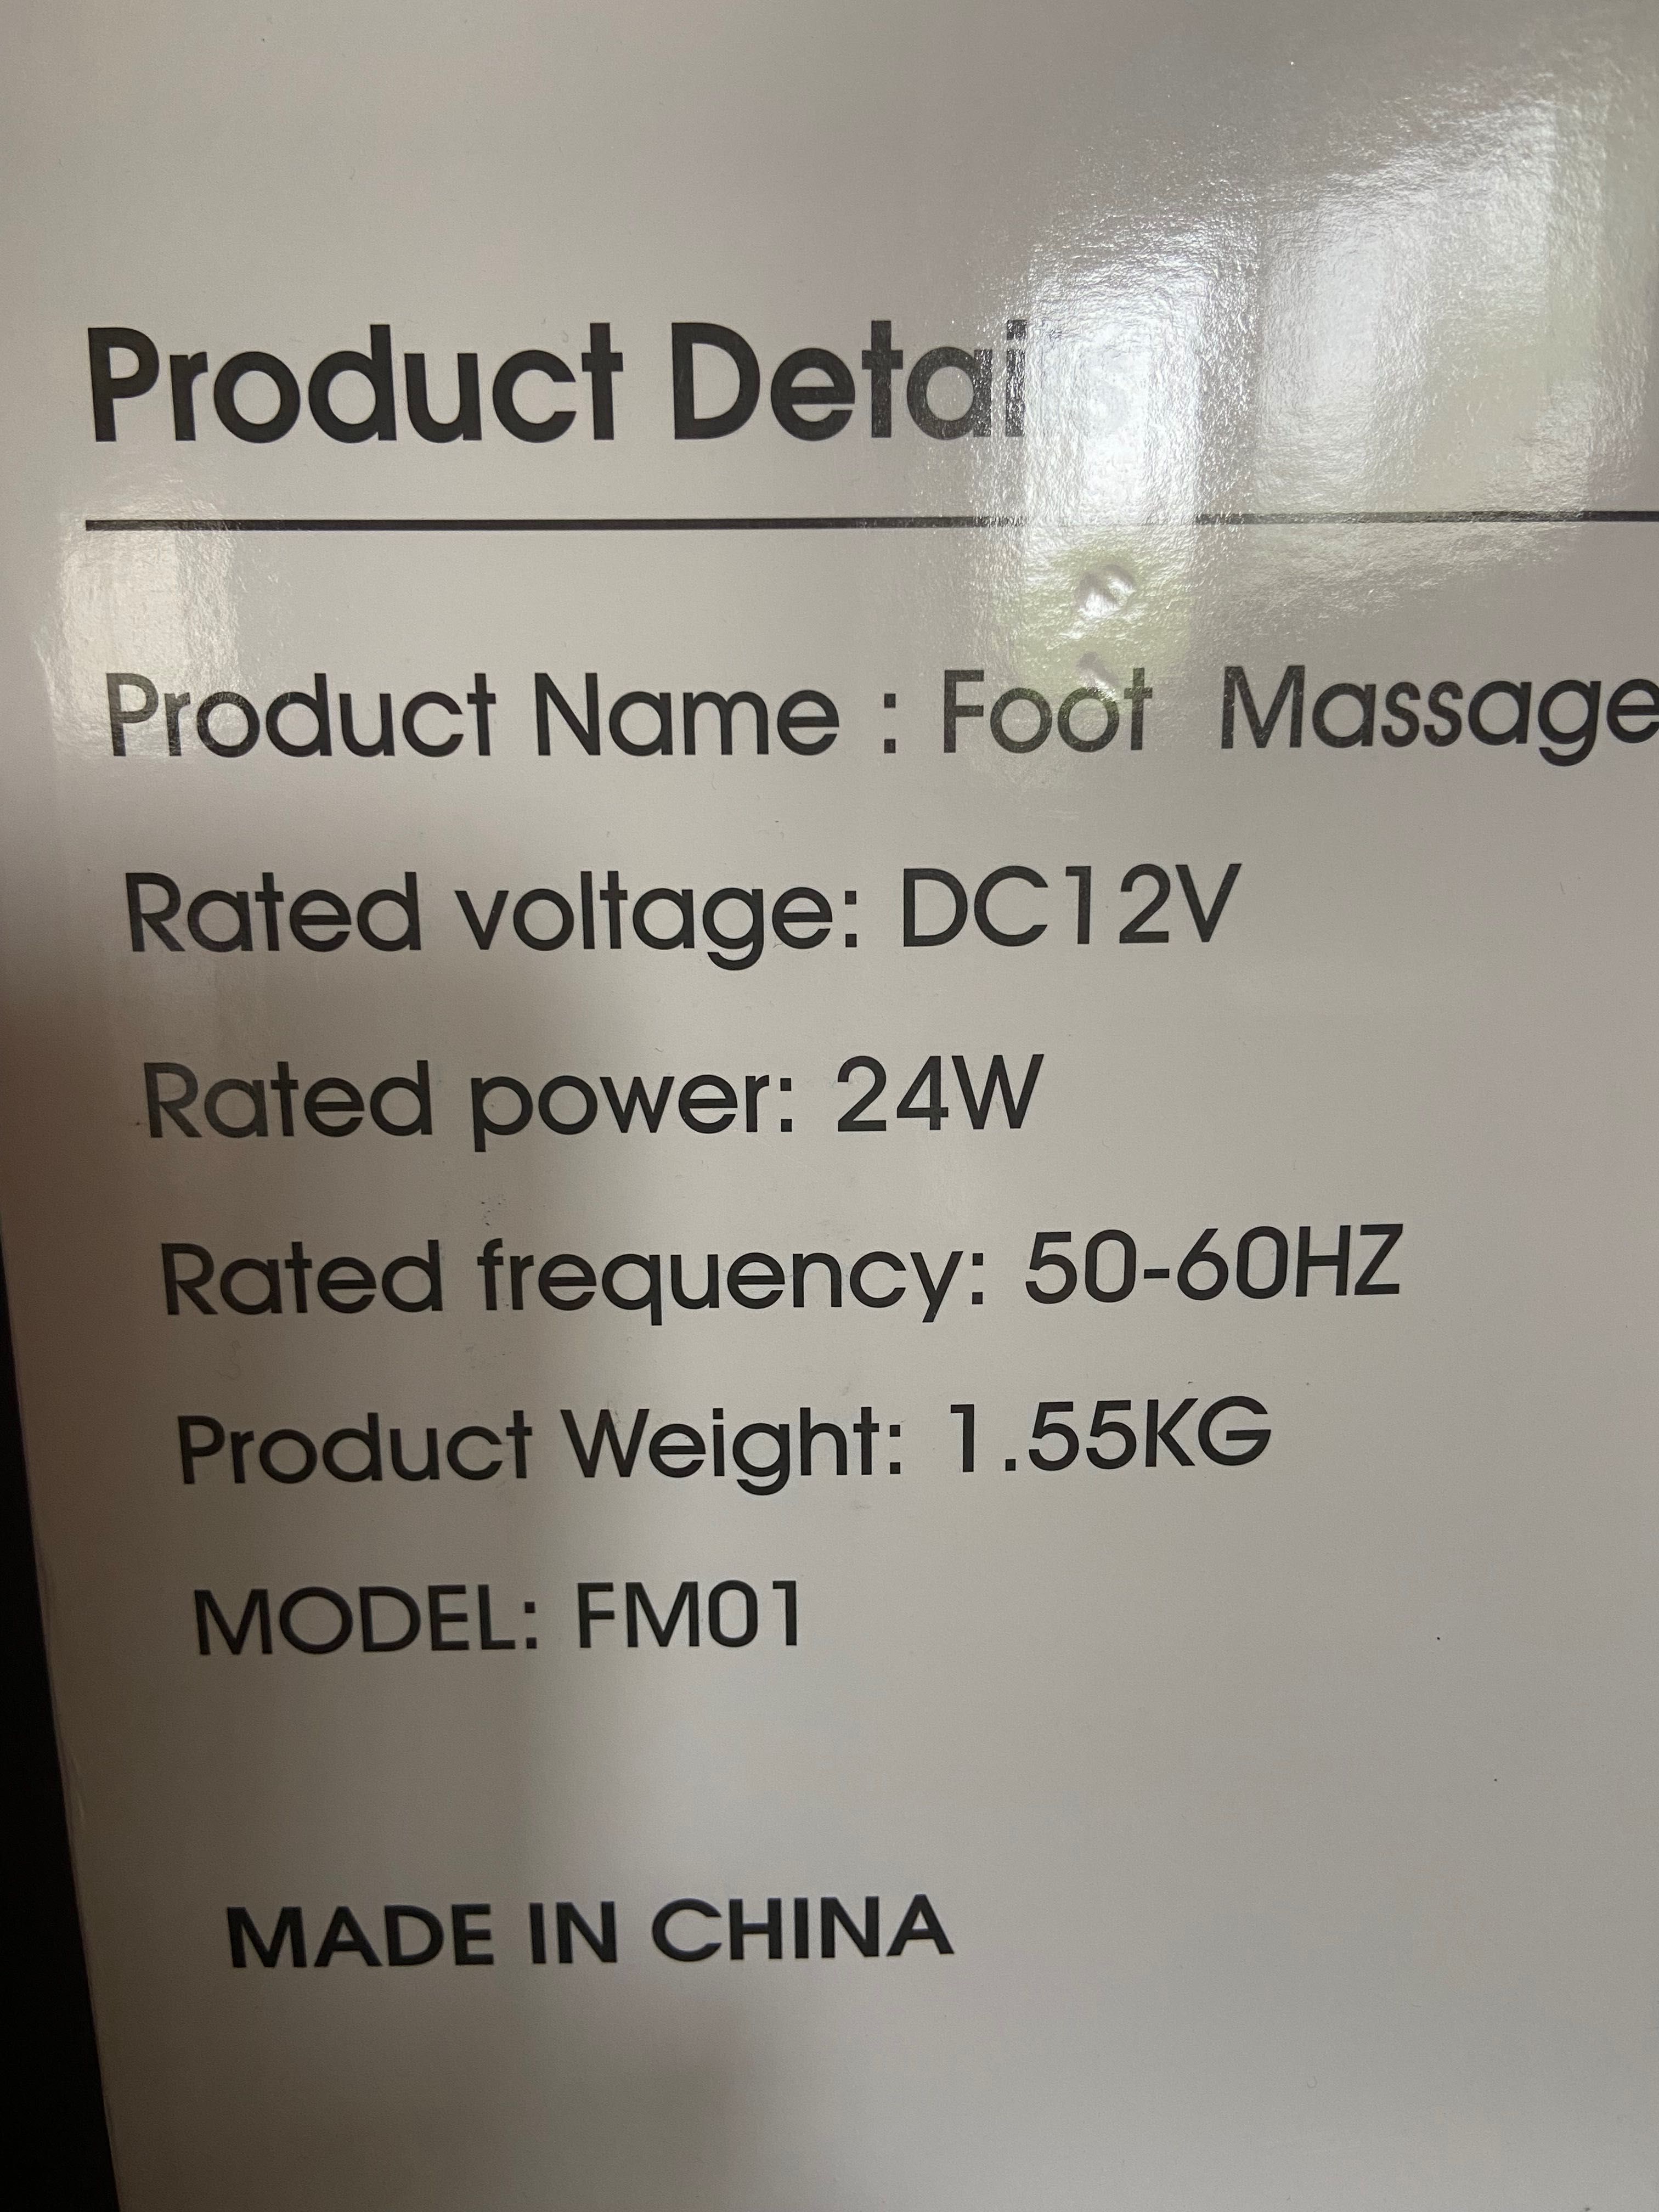 Product Detai
Product Name : Foot Massage
Rated voltage: DC12V
Rated power: 24W
Rated frequency: 50-60HZ
Product Weight: 1.55KG
MODEL: FM01
MADE IN CHINA